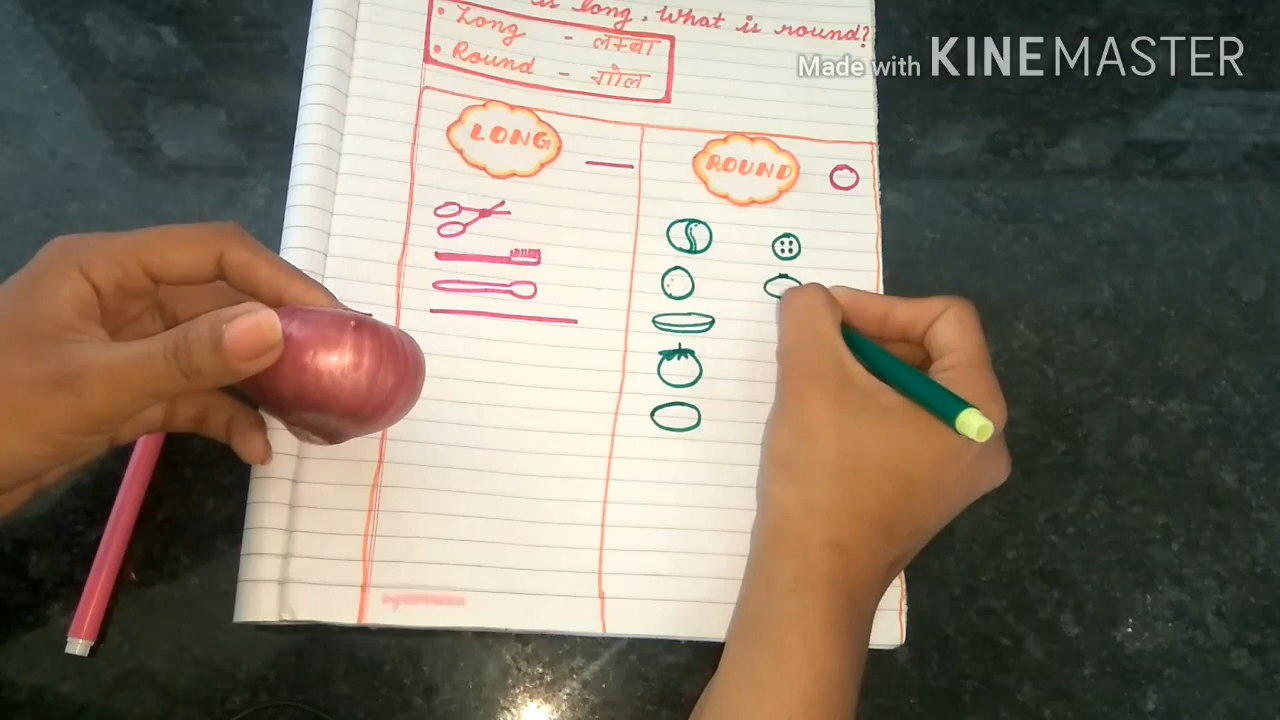 is long. What is round?
Made with KINEMASTER
• Long - लम्बा
• Round - गोल
LONG
ROUND